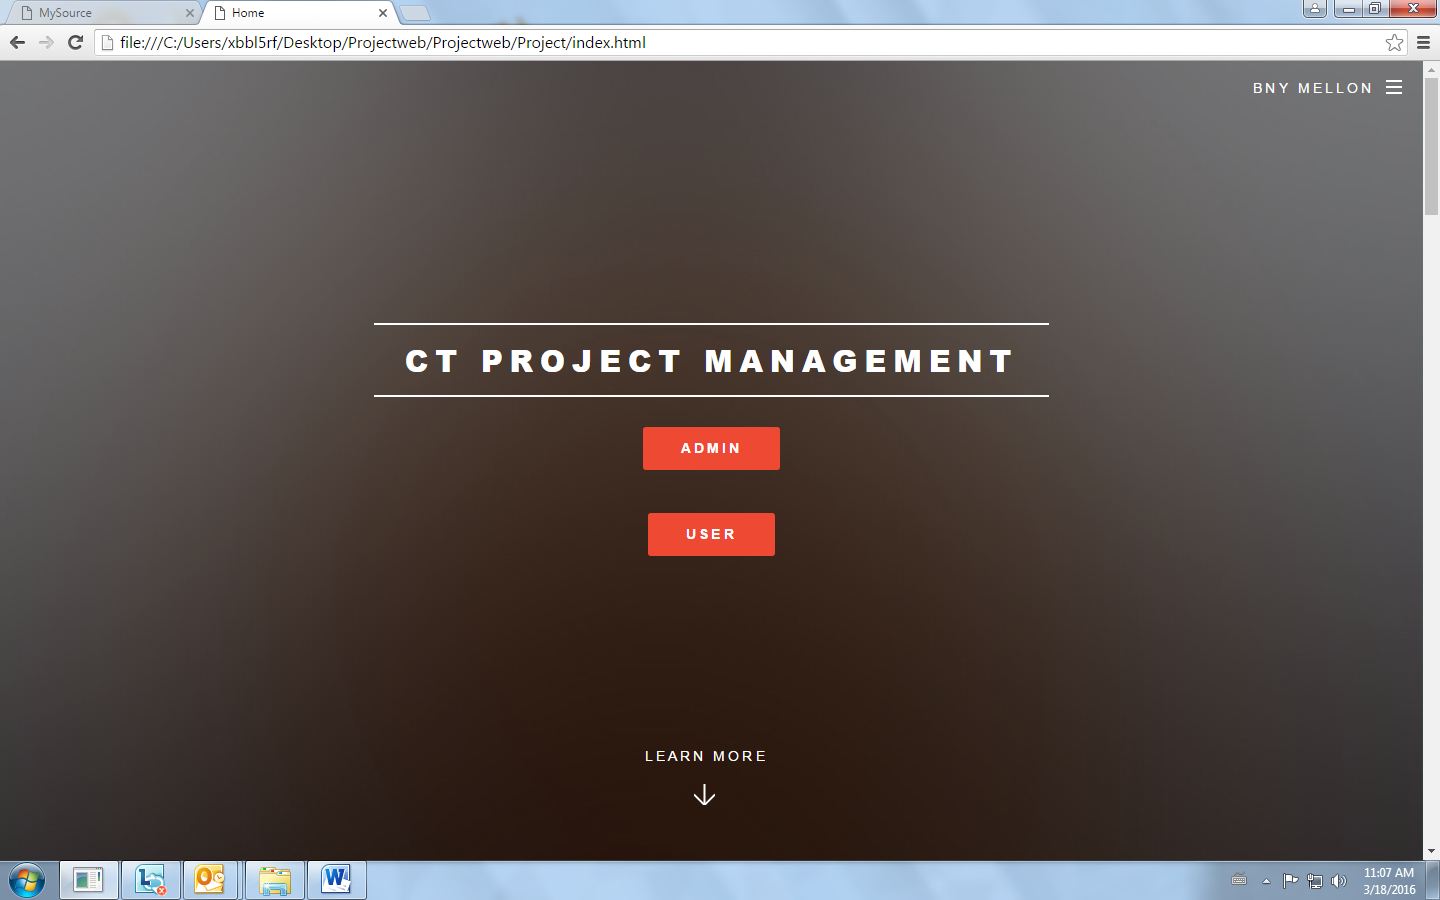 MySource
Home
file:///C:/Users/xbbl5rf/Desktop/Projectweb/Projectweb/Project/index.html
BNY MELLON
CT PROJECT MANAGEMENT
ADMIN
USER
LEARN MORE
11:07 AM
3/18/2016